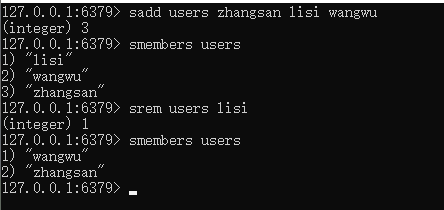 127.0.0.1:6379> sadd users zhangsan lisi wangwu
(integer) 3
127.0.0.1:6379> smembers users
1) "lisi"
2) "wangwu"
3) "zhangsan"
127.0.0.1:6379> srem users lisi
(integer) 1
127.0.0.1:6379> smembers users
1) "wangwu"
2) "zhangsan"
127.0.0.1:6379>